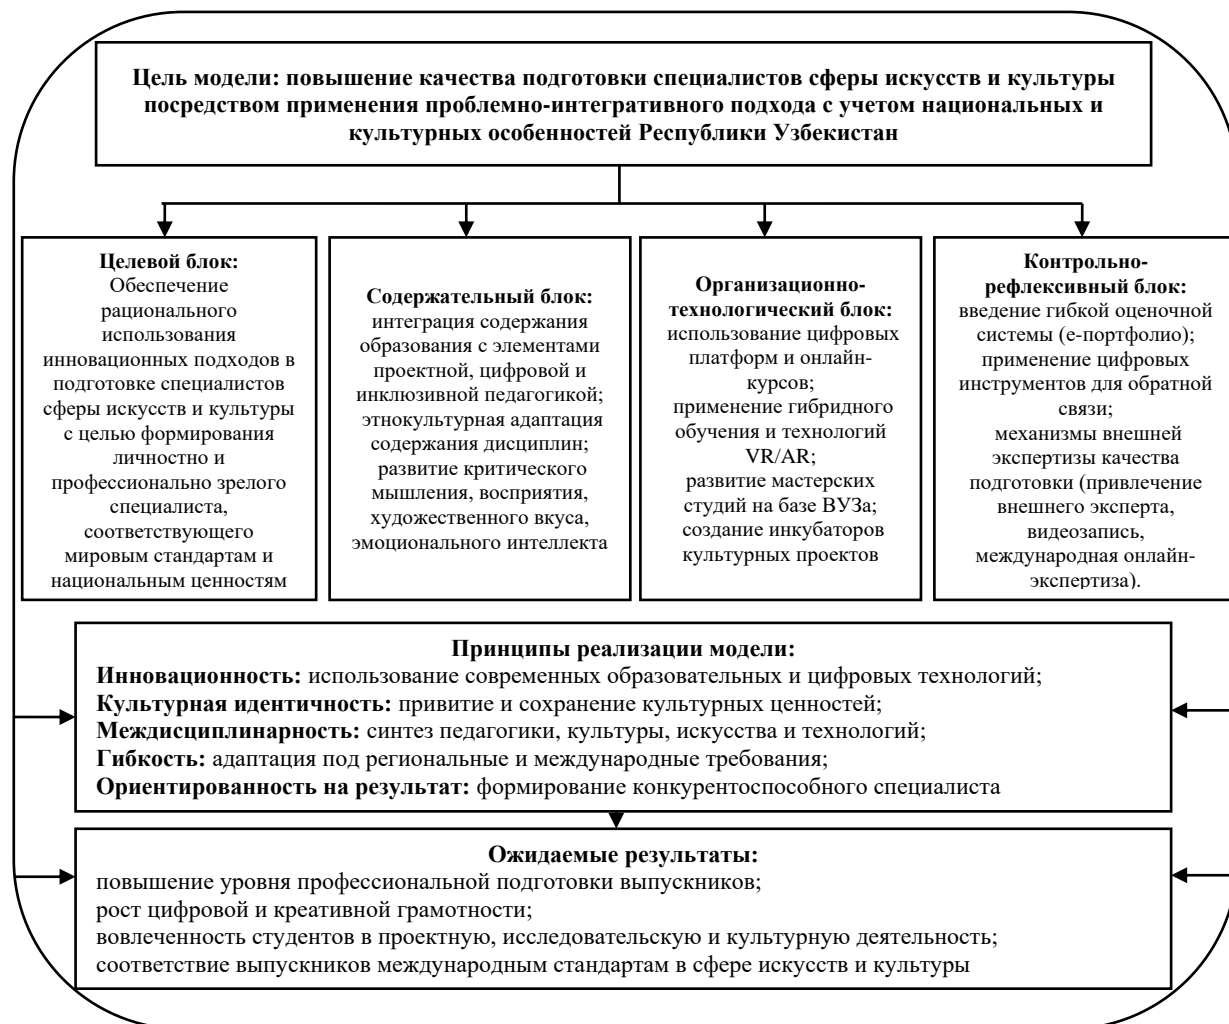 Цель модели: повышение качества подготовки специалистов сферы искусств и культуры
посредством применения проблемно-интегративного подхода с учетом национальных и
культурных особенностей Республики Узбекистан
Целевой блок:
Обеспечение
рационального
использования
инновационных подходов в
подготовке специалистов
сферы искусств и культуры
с целью формирования
личностно и
профессионально зрелого
специалиста,
соответствующего
мировым стандартам и
национальным ценностям
Содержательный блок:
интеграция содержания
образования с элементами
проектной, цифровой и
инклюзивной педагогикой;
этнокультурная адаптация
содержания дисциплин;
развитие критического
мышления, восприятия,
художественного вкуса,
эмоционального интеллекта
Организационно-
технологический блок:
использование цифровых
платформ и онлайн-
курсов;
применение гибридного
обучения и технологий
VR/AR;
развитие мастерских
студий на базе ВУЗа;
создание инкубаторов
культурных проектов
Контрольно-
рефлексивный блок:
введение гибкой оценочной
системы (е-портфолио);
применение цифровых
инструментов для обратной
связи;
механизмы внешней
экспертизы качества
подготовки (привлечение
внешнего эксперта,
видеозапись,
международная онлайн-
экспертиза).
Принципы реализации модели:
Инновационность: использование современных образовательных и цифровых технологий;
Культурная идентичность: привитие и сохранение культурных ценностей;
Междисциплинарность: синтез педагогики, культуры, искусства и технологий;
Гибкость: адаптация под региональные и международные требования;
Ориентированность на результат: формирование конкурентоспособного специалиста
Ожидаемые результаты:
повышение уровня профессиональной подготовки выпускников;
рост цифровой и креативной грамотности;
вовлеченность студентов в проектную, исследовательскую и культурную деятельность;
соответствие выпускников международным стандартам в сфере искусств и культуры